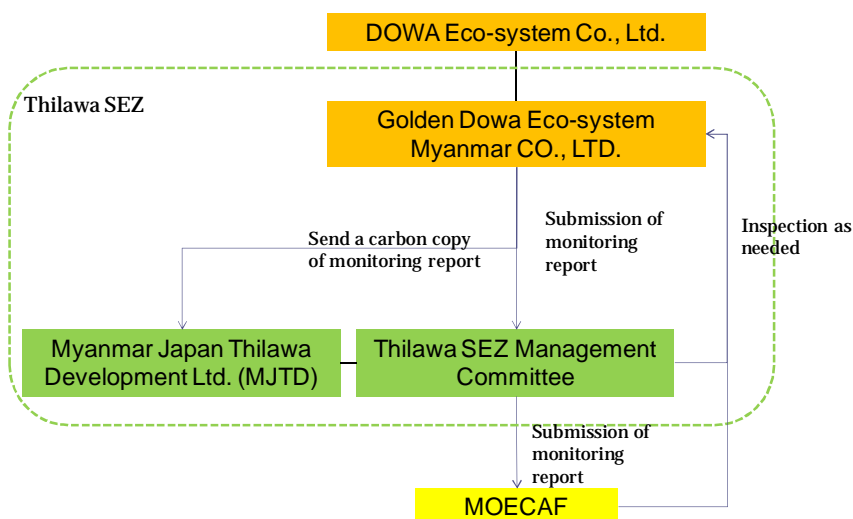 DOWA Eco-system Co., Ltd.
Thilawa SEZ
Golden Dowa Eco-system
Myanmar CO., LTD.
Send a carbon copy
of monitoring report
Submission of
monitoring
report
Inspection as
needed
Myanmar Japan Thilawa
Development Ltd. (MJTD)
Thilawa SEZ Management
Committee
Submission of
monitoring
report
MOECAF